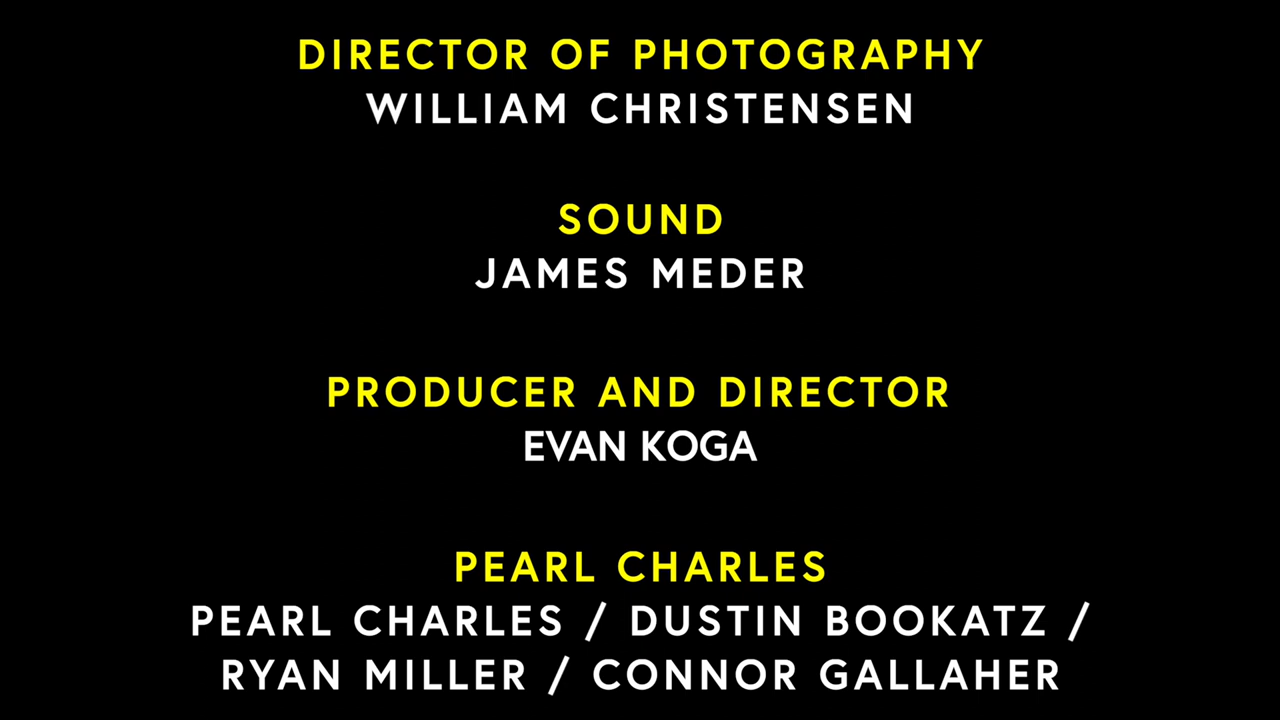 DIRECTOR OF PHOTOGRAPHY
WILLIAM CHRISTENSEN
SOUND
JAMES MEDER
PRODUCER AND DIRECTOR
EVAN KOGA
PEARL CHARLES
PEARL CHARLES / DUSTIN BOOKATZ /
RYAN MILLER / CONNOR GALLAHER